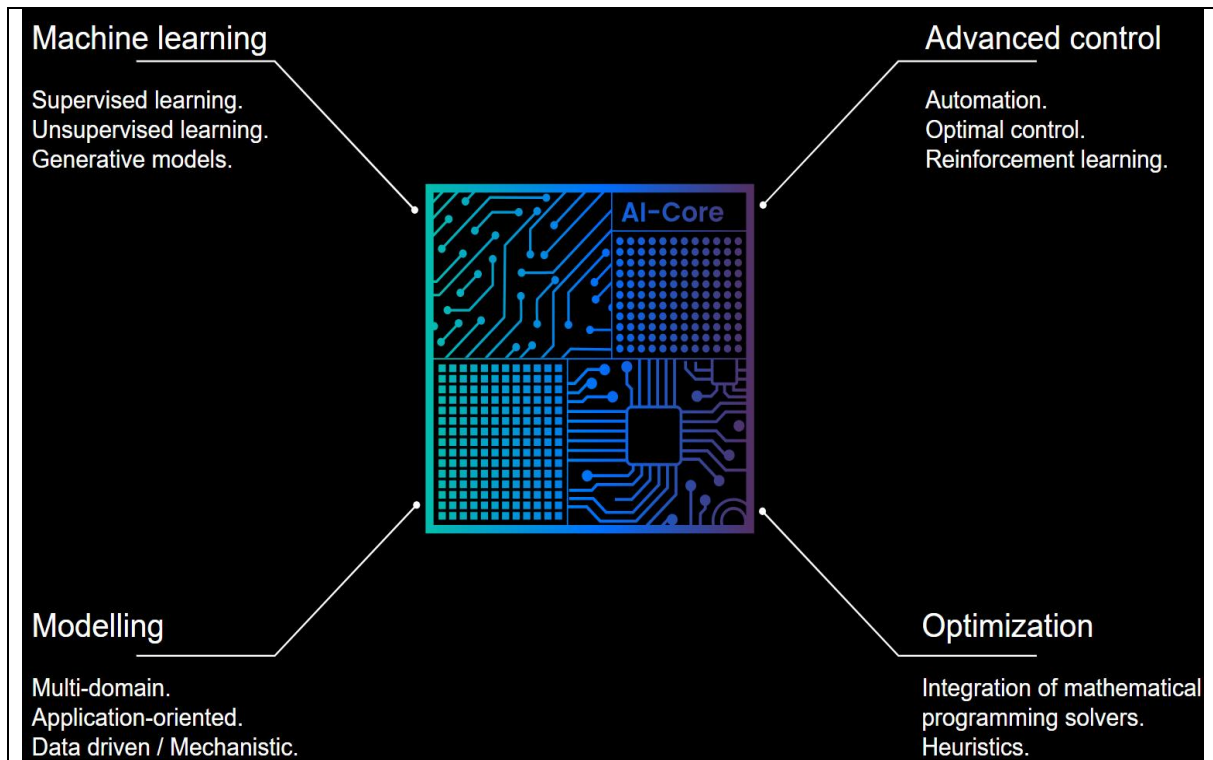 Machine learning
Supervised learning.
Unsupervised learning.
Generative models.
Advanced control
Automation.
Optimal control.
Reinforcement learning.
AI-Core
Modelling
Multi-domain.
Application-oriented.
Data driven / Mechanistic.
Optimization
Integration of mathematical
programming solvers.
Heuristics.